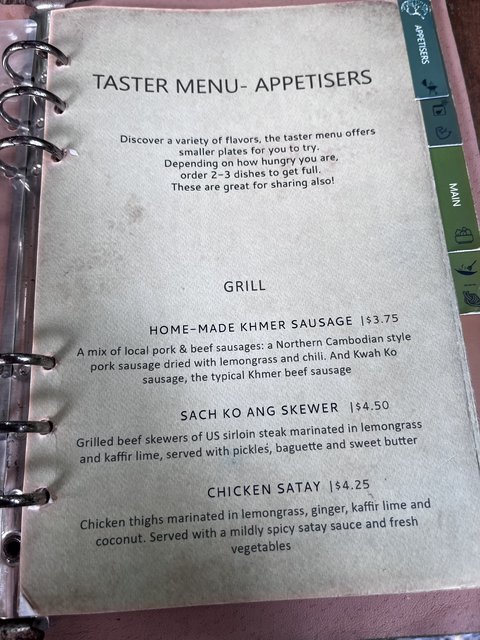 APPETISERS
TASTER MENU- APPETISERS
Discover a variety of flavors, the taster menu offers
smaller plates for you to try.
Depending on how hungry you are,
order 2-3 dishes to get full.
These are great for sharing also!
MAIN
GRILL
HOME-MADE KHMER SAUSAGE |$3.75
A mix of local pork & beef sausages: a Northern Cambodian style
pork sausage dried with lemongrass and chili. And Kwah Ko
sausage, the typical Khmer beef sausage
SACH KO ANG SKEWER |$4.50
Grilled beef skewers of US sirloin steak marinated in lemongrass
and kaffir lime, served with pickles, baguette and sweet butter
CHICKEN SATAY |$4.25
Chicken thighs marinated in lemongrass, ginger, kaffir lime and
coconut. Served with a mildly spicy satay sauce and fresh
vegetables